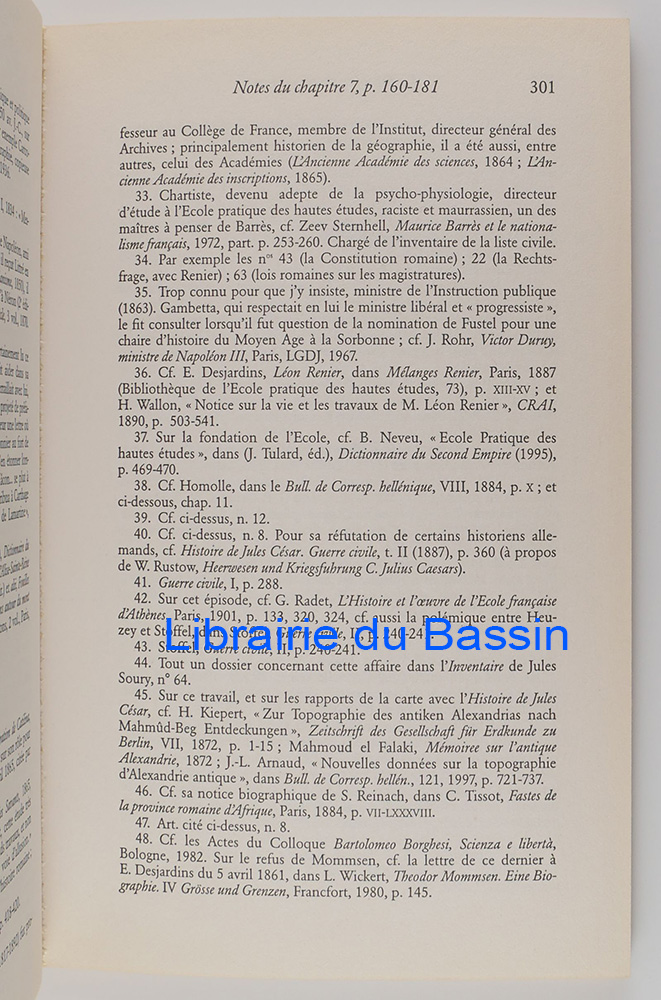 Notes du chapitre 7, p. 160-181 301
fesseur au Collège de France, membre de l'Institut, directeur général des
Archives ; principalement historien de la géographie, il a été aussi, entre
autres, celui des Académies (L'Ancienne Académie des sciences, 1864 ; L'An-
cienne Académie des inscriptions, 1865).
33. Chartiste, devenu adepte de la psycho-physiologie, directeur
d'étude à l'Ecole pratique des hautes études, raciste et maurrassien, un des
maîtres à penser de Barrès, cf. Zeev Sternhell, Maurice Barrès et le nationa-
lisme français, 1972, part. p. 253-260. Chargé de l'inventaire de la liste civile.
34. Par exemple les nos 43 (la Constitution romaine) ; 22 (la Rechts-
frage, avec Renier) ; 63 (lois romaines sur les magistratures).
35. Trop connu pour que j'y insiste, ministre de l'Instruction publique
(1863). Gambetta, qui respectait en lui le ministre libéral et « progressiste »,
le fit consulter lorsqu'il fut question de la nomination de Fustel pour une
chaire d'histoire du Moyen Age à la Sorbonne ; cf. J. Rohr, Victor Duruy,
ministre de Napoléon III, Paris, LGDJ, 1967.
36. Cf. E. Desjardins, Léon Renier, dans Mélanges Renier, Paris, 1887
(Bibliothèque de l'Ecole pratique des hautes études, 73), p. XIII-XV ; et
H. Wallon, « Notice sur la vie et les travaux de M. Léon Renier », CRAI,
1890, p. 503-541.
37. Sur la fondation de l'Ecole, cf. B. Neveu, « Ecole Pratique des
hautes études », dans (J. Tulard, éd.), Dictionnaire du Second Empire (1995),
p. 469-470.
38. Cf. Homolle, dans le Bull. de Corresp. hellénique, VIII, 1884, p. X ; et
ci-dessous, chap. 11.
39. Cf. ci-dessus, n. 12.
40. Cf. ci-dessus, n. 8. Pour sa réfutation de certains historiens alle-
mands, cf. Histoire de Jules César. Guerre civile, t. II (1887), p. 360 (à propos
de W. Rustow, Heerwesen und Kriegsfuhrung C. Julius Caesars).
41. Guerre civile, I, p. 288.
42. Sur cet épisode, cf. G. Radet, L'Histoire et l'œuvre de l'Ecole française
d'Athènes, Paris, 1901, p. 133, 320, 324, cf. aussi la polémique entre Heu-
zey et Stoffel, dans Stoffel, Guerre civile, II, p. 240-241.
Librairie du Bassin
43. Stoffel, Guerre civile, II, p. 240-241.
44. Tout un dossier concernant cette affaire dans l'Inventaire de Jules
Soury, n° 64.
45. Sur ce travail, et sur les rapports de la carte avec l'Histoire de Jules
César, cf. H. Kiepert, « Zur Topographie des antiken Alexandrias nach
Mahmûd-Beg Entdeckungen », Zeitschrift des Gesellschaft für Erdkunde zu
Berlin, VII, 1872, p. 1-15 ; Mahmoud el Falaki, Mémoiree sur l'antique
Alexandrie, 1872 ; J.-L. Arnaud, « Nouvelles données sur la topographie
d'Alexandrie antique », dans Bull. de Corresp. hellén., 121, 1997, p. 721-737.
46. Cf. sa notice biographique de S. Reinach, dans C. Tissot, Fastes de
la province romaine d'Afrique, Paris, 1884, p. VII-LXXXVIII.
47. Art. cité ci-dessus, n. 8.
48. Cf. les Actes du Colloque Bartolomeo Borghesi, Scienza e libertà,
Bologne, 1982. Sur le refus de Mommsen, cf. la lettre de ce dernier à
E. Desjardins du 5 avril 1861, dans L. Wickert, Theodor Mommsen. Eine Bio-
graphie. IV Grösse und Grenzen, Francfort, 1980, p. 145.